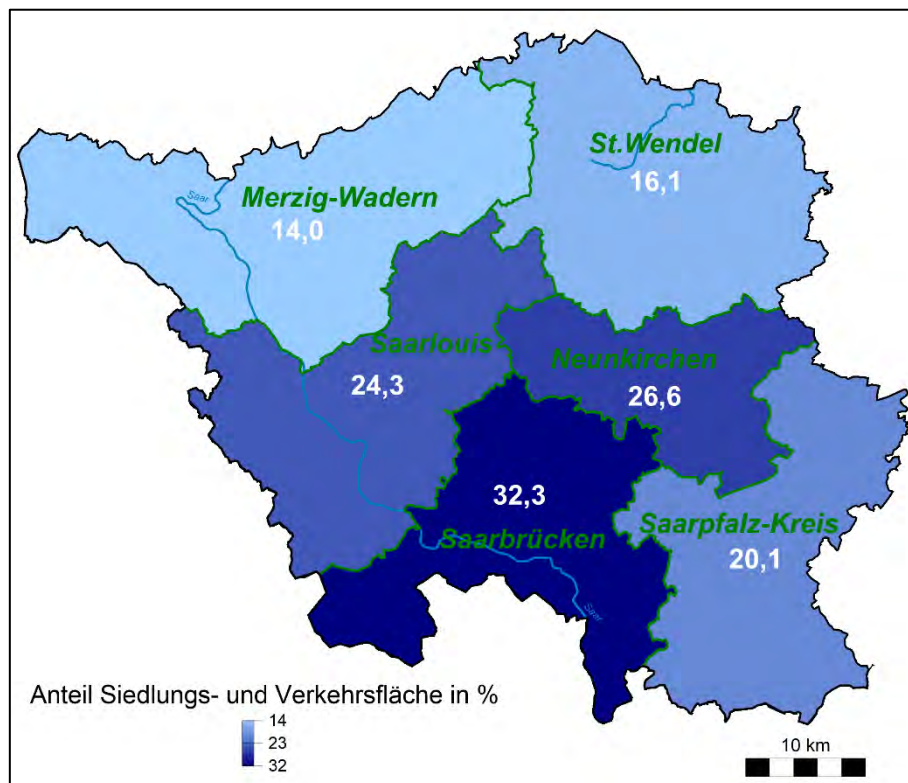 St.Wendel
16,1
Saar
Merzig-Wadern
14,0
Saarlouis
24,3
Neunkirchen
26,6
32,3
Saarbrücken
Saarpfalz-Kreis
20,1
Saar
Anteil Siedlungs- und Verkehrsfläche in %
14
23
32
10 km